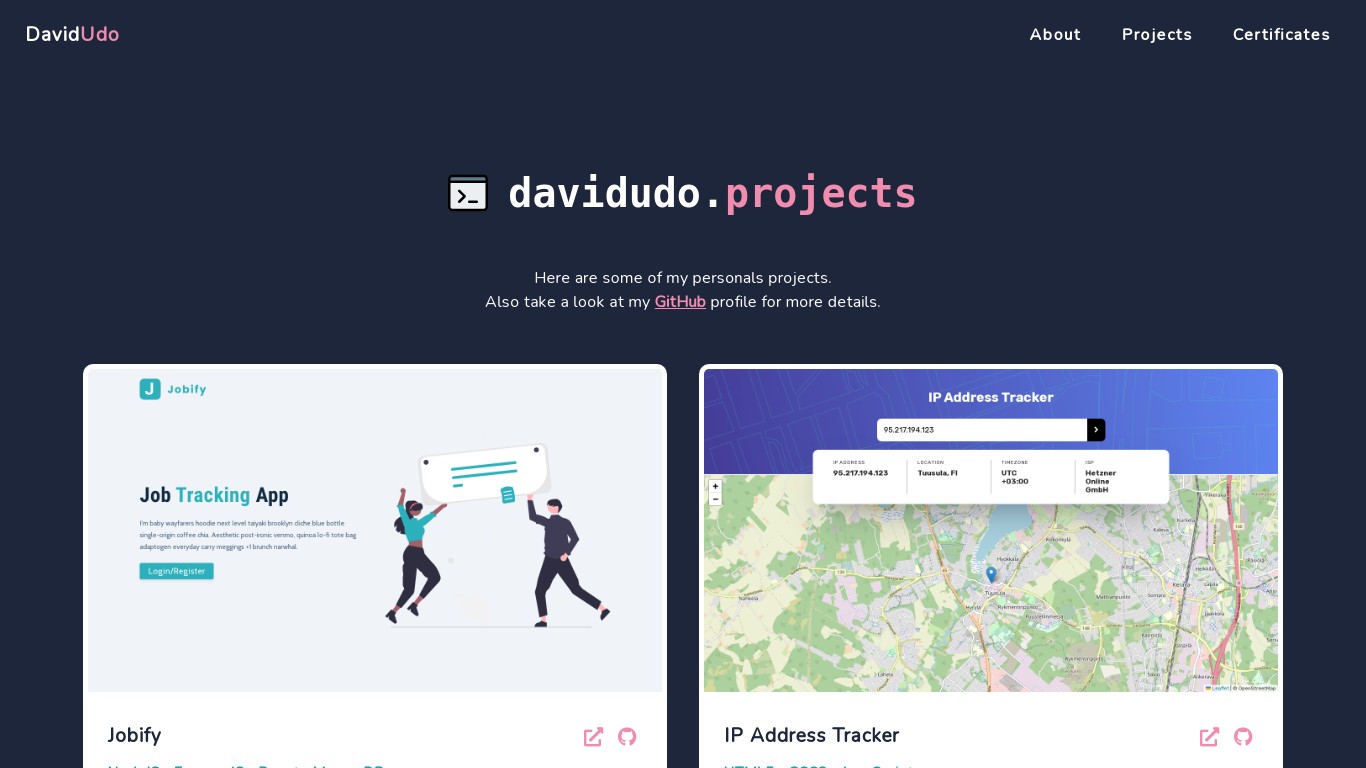 DavidUdo
About
Projects
Certificates
davidudo.projects
Here are some of my personals projects.
Also take a look at my GitHub profile for more details.
Jobify
Job Tracking App
I'm baby wayfarers hoodie next level taiyaki brooklyn cliche blue bottle
single-origin coffee chia. Aesthetic post-ironic venmo, quinoa lo-fi tote bag
adaptogen everyday carry meggings +1 brunch narwhal.
Login/Register
IP Address Tracker
95.217.194.123
IP ADDRESS
95.217.194.123
LOCATION
Tuusula, FI
TIMEZONE
UTC
+03:00
ISP
Hetzner
Online
GmbH
+
−
Leaflet | © OpenStreetMap
Jobify
IP Address Tracker